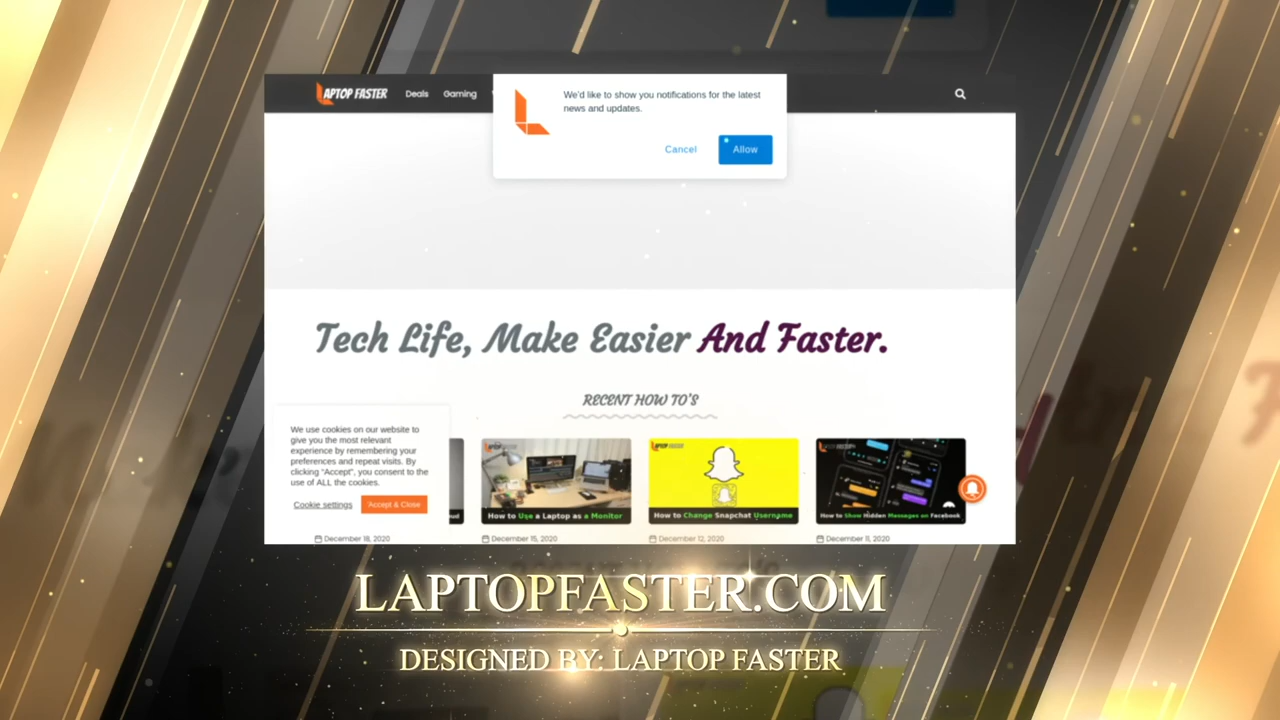 APTOP FASTER
Deals
Gaming
We'd like to show you notifications for the latest
news and updates.
Cancel
Allow
Tech Life, Make Easier And Faster.
RECENT HOW TO'S
We use cookies on our website to
give you the most relevant
experience by remembering your
preferences and repeat visits. By
clicking "Accept", you consent to the
use of ALL the cookies.
Cookie settings
Accept & Close
How to Use a Laptop as a Monitor
How to Change Snapchat Username
How to Show Hidden Messages on Facebook
December 18, 2020
December 15, 2020
December 12, 2020
December 11, 2020
LAPTOPFASTER.COM
DESIGNED BY: LAPTOP FASTER